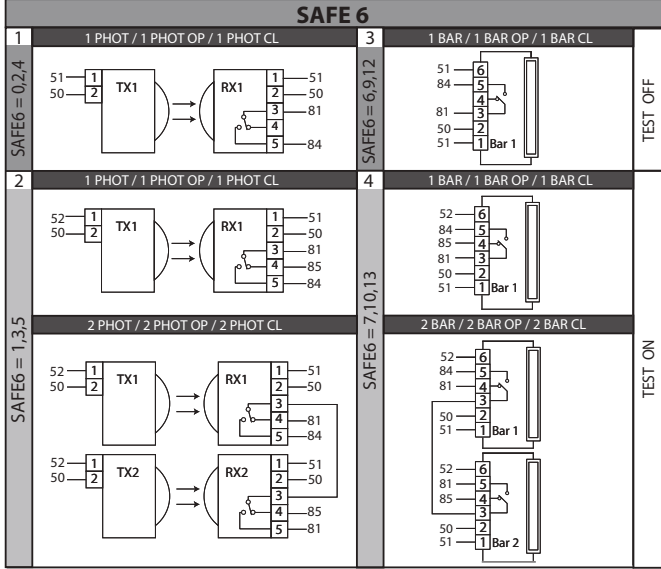 SAFE 6
1
1 PHOT / 1 PHOT OP / 1 PHOT CL
SAFE6 = 0,2,4
51 1
50 2
TX1
RX1
1 51
2 50
3 81
4
5 84
3
1 BAR / 1 BAR OP / 1 BAR CL
SAFE6 = 6,9,12
51 6
84 5
4
81 3
50 2
51 1 Bar 1
TEST OFF
2
1 PHOT / 1 PHOT OP / 1 PHOT CL
SAFE6 = 1,3,5
52 1
50 2
TX1
RX1
1 51
2 50
3 81
4 85
5 84
2 PHOT / 2 PHOT OP / 2 PHOT CL
52 1
50 2
TX1
RX1
1 51
2 50
3
4 81
5 84
52 1
50 2
TX2
RX2
1 51
2 50
3
4 85
5 81
4
1 BAR / 1 BAR OP / 1 BAR CL
SAFE6 = 7,10,13
52 6
84 5
85 4
81 3
50 2
51 1 Bar 1
2 BAR / 2 BAR OP / 2 BAR CL
52 6
84 5
81 4
3
50 2
51 1 Bar 1
52 6
81 5
85 4
3
50 2
51 1 Bar 2
TEST ON